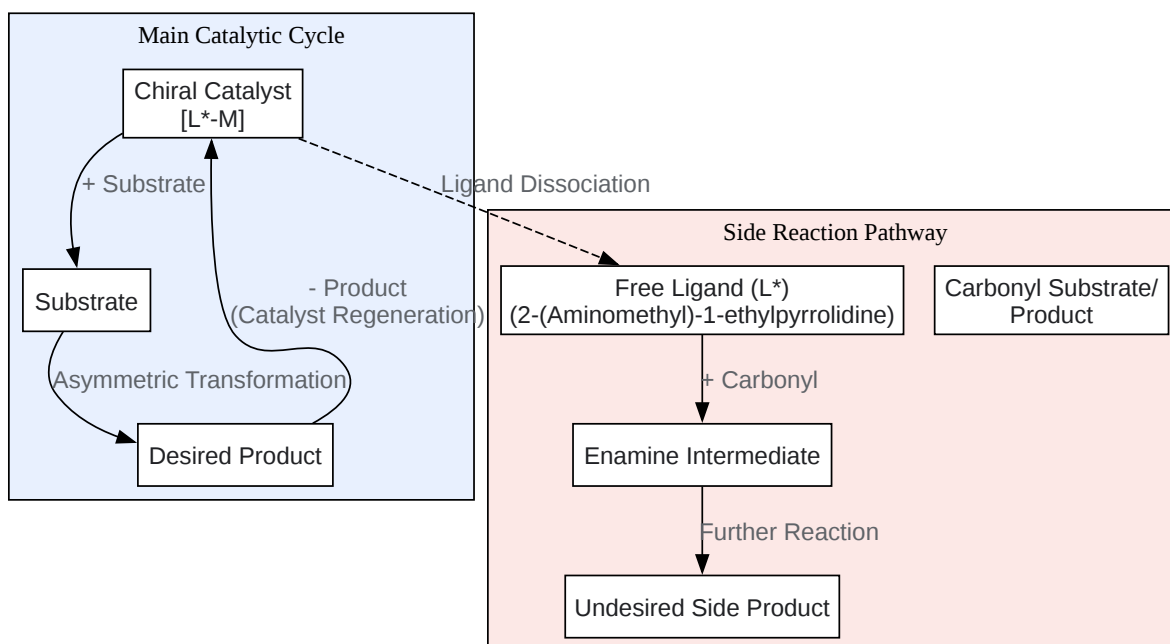 Main Catalytic Cycle
Chiral Catalyst
[L*-M]
+ Substrate
Ligand Dissociation
Substrate
- Product
(Catalyst Regeneration)
Asymmetric Transformation
Desired Product
Side Reaction Pathway
Free Ligand (L*)
(2-(Aminomethyl)-1-ethylpyrrolidine)
Carbonyl Substrate/
Product
+ Carbonyl
Enamine Intermediate
Further Reaction
Undesired Side Product